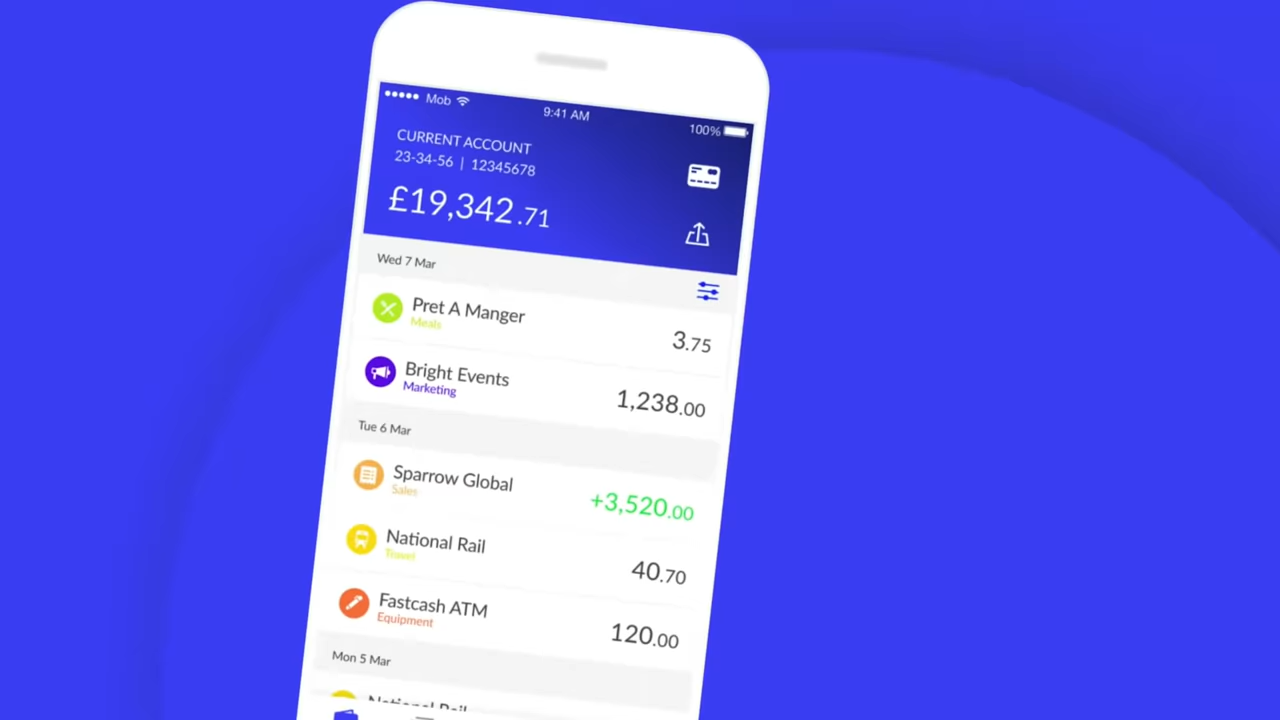 Mob 9:41 AM 100%
CURRENT ACCOUNT
23-34-56 | 12345678
£19,342.71
Wed 7 Mar
Pret A Manger 3.75
Meals
Bright Events 1,238.00
Marketing
Tue 6 Mar
Sparrow Global +3,520.00
Sales
National Rail 40.70
Travel
Fastcash ATM 120.00
Equipment
Mon 5 Mar
National Rail